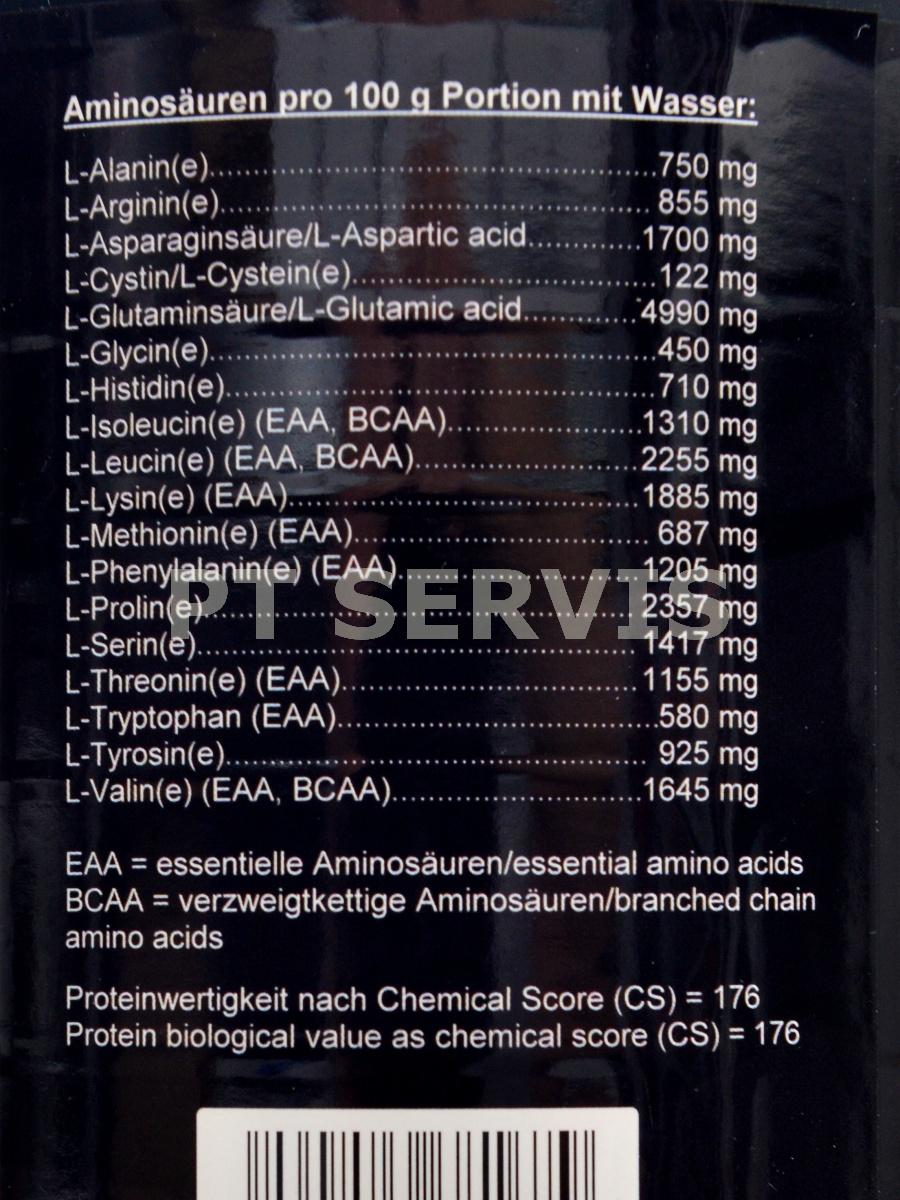 Aminosäuren pro 100 g Portion mit Wasser:
L-Alanin(e)......................................................750 mg
L-Arginin(e).................................................... 855 mg
L-Asparaginsäure/L-Aspartic acid.............1700 mg
L-Cystin/L-Cystein(e).....................................122 mg
L-Glutaminsäure/L-Glutamic acid..............4990 mg
L-Glycin(e)......................................................450 mg
L-Histidin(e)....................................................710 mg
L-Isoleucin(e) (EAA, BCAA).......................1310 mg
L-Leucin(e) (EAA, BCAA)...........................2255 mg
L-Lysin(e) (EAA)..........................................1885 mg
L-Methionin(e) (EAA)................................... 687 mg
L-Phenylalanin(e) (EAA).............................1205 mg
L-Prolin(e)....................................................2357 mg
PT SERVIS
L-Serin(e).....................................................1417 mg
L-Threonin(e) (EAA)....................................1155 mg
L-Tryptophan (EAA).......................................580 mg
L-Tyrosin(e)................................................... 925 mg
L-Valin(e) (EAA, BCAA)..............................1645 mg
EAA = essentielle Aminosäuren/essential amino acids
BCAA = verzweigtkettige Aminosäuren/branched chain
amino acids
Proteinwertigkeit nach Chemical Score (CS) = 176
Protein biological value as chemical score (CS) = 176